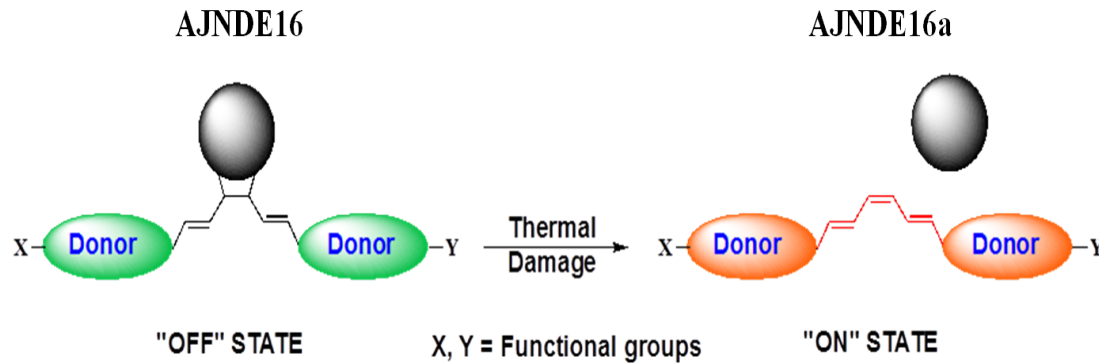 AJNDE16 AJNDE16a
X Donor Donor Y Thermal Damage X Donor Donor Y
"OFF" STATE X, Y = Functional groups "ON" STATE